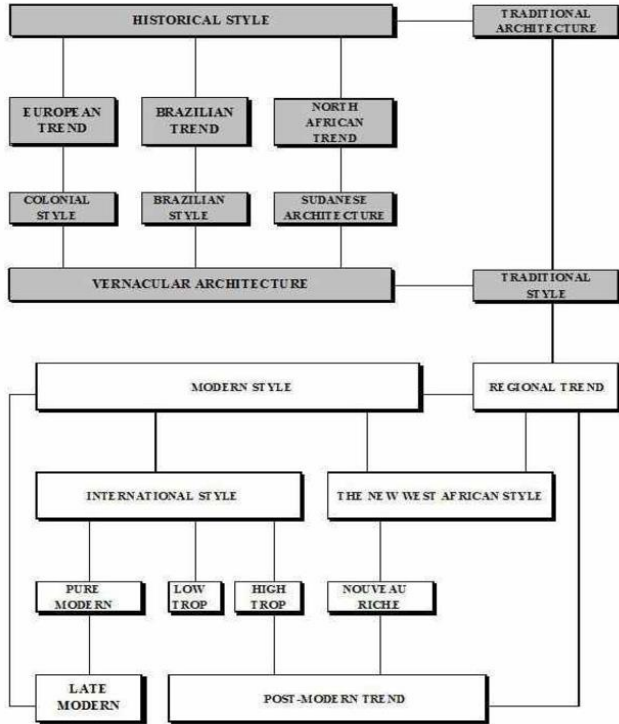 HISTORICAL STYLE
TRADITIONAL
ARCHITECTURE
EUROPEAN
TREND
BRAZILIAN
TREND
NORTH
AFRICAN
TREND
COLONIAL
STYLE
BRAZILIAN
STYLE
SUDANESE
ARCHITECTURE
VERNACULAR ARCHITECTURE
TRADITIONAL
STYLE
MODERN STYLE
REGIONAL TREND
INTERNATIONAL STYLE
THE NEW WEST AFRICAN STYLE
PURE
MODERN
LOW
TROP
HIGH
TROP
NOUVEAU
RICHE
LATE
MODERN
POST-MODERN TREND